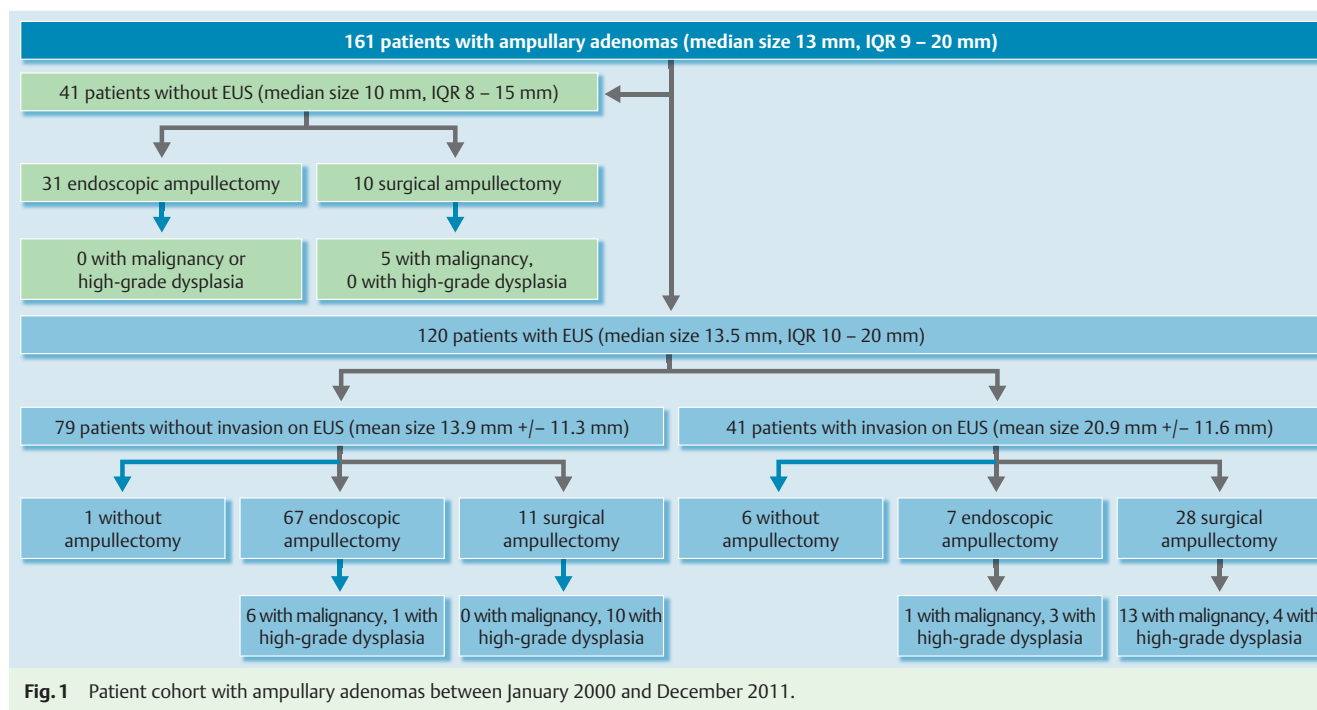 161 patients with ampullary adenomas (median size 13 mm, IQR 9 – 20 mm)
41 patients without EUS (median size 10 mm, IQR 8 – 15 mm)
31 endoscopic ampullectomy
10 surgical ampullectomy
0 with malignancy or
high-grade dysplasia
5 with malignancy,
0 with high-grade dysplasia
120 patients with EUS (median size 13.5 mm, IQR 10 – 20 mm)
79 patients without invasion on EUS (mean size 13.9 mm +/– 11.3 mm)
41 patients with invasion on EUS (mean size 20.9 mm +/– 11.6 mm)
1 without
ampullectomy
67 endoscopic
ampullectomy
11 surgical
ampullectomy
6 without
ampullectomy
7 endoscopic
ampullectomy
28 surgical
ampullectomy
6 with malignancy, 1 with
high-grade dysplasia
0 with malignancy, 10 with
high-grade dysplasia
1 with malignancy, 3 with
high-grade dysplasia
13 with malignancy, 4 with
high-grade dysplasia
Fig. 1 Patient cohort with ampullary adenomas between January 2000 and December 2011.